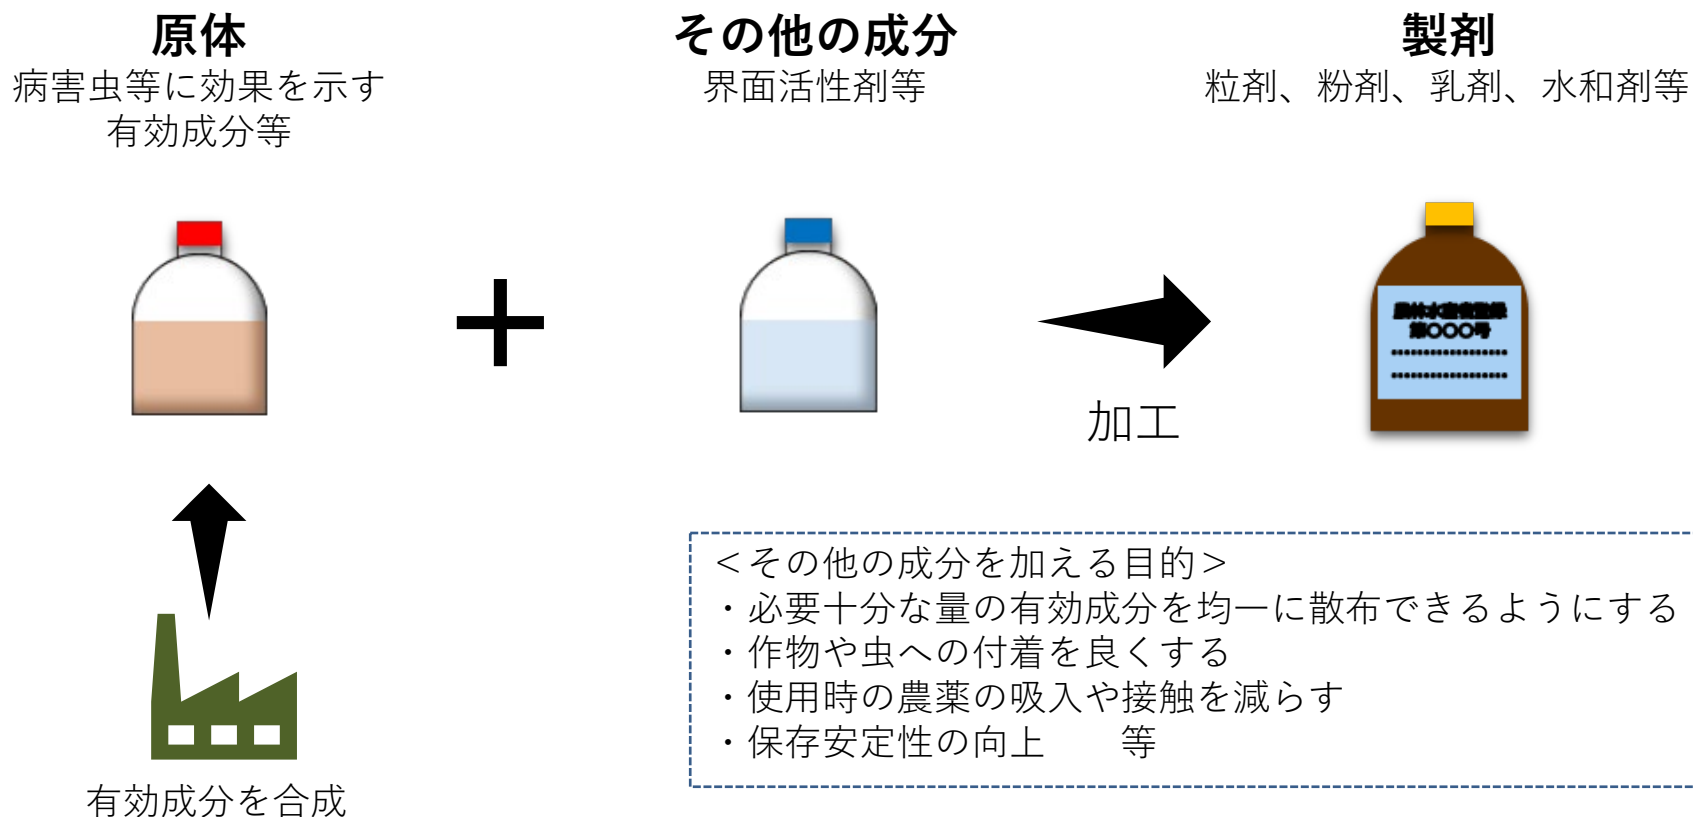 原体
病害虫等に効果を示す
有効成分等
その他の成分
界面活性剤等
製剤
粒剤、粉剤、乳剤、水和剤等
第〇〇〇号
加工
有効成分を合成
<その他の成分を加える目的>
・必要十分な量の有効成分を均一に散布できるようにする
・作物や虫への付着を良くする
・使用時の農薬の吸入や接触を減らす
・保存安定性の向上　　等